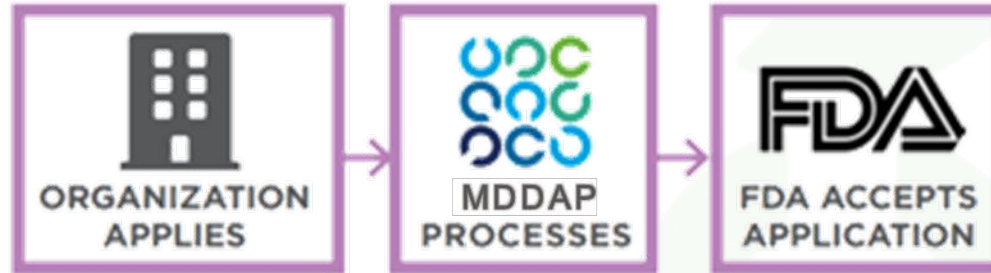 ORGANIZATION
APPLIES
MDDAP
PROCESSES
FDA
FDA ACCEPTS
APPLICATION